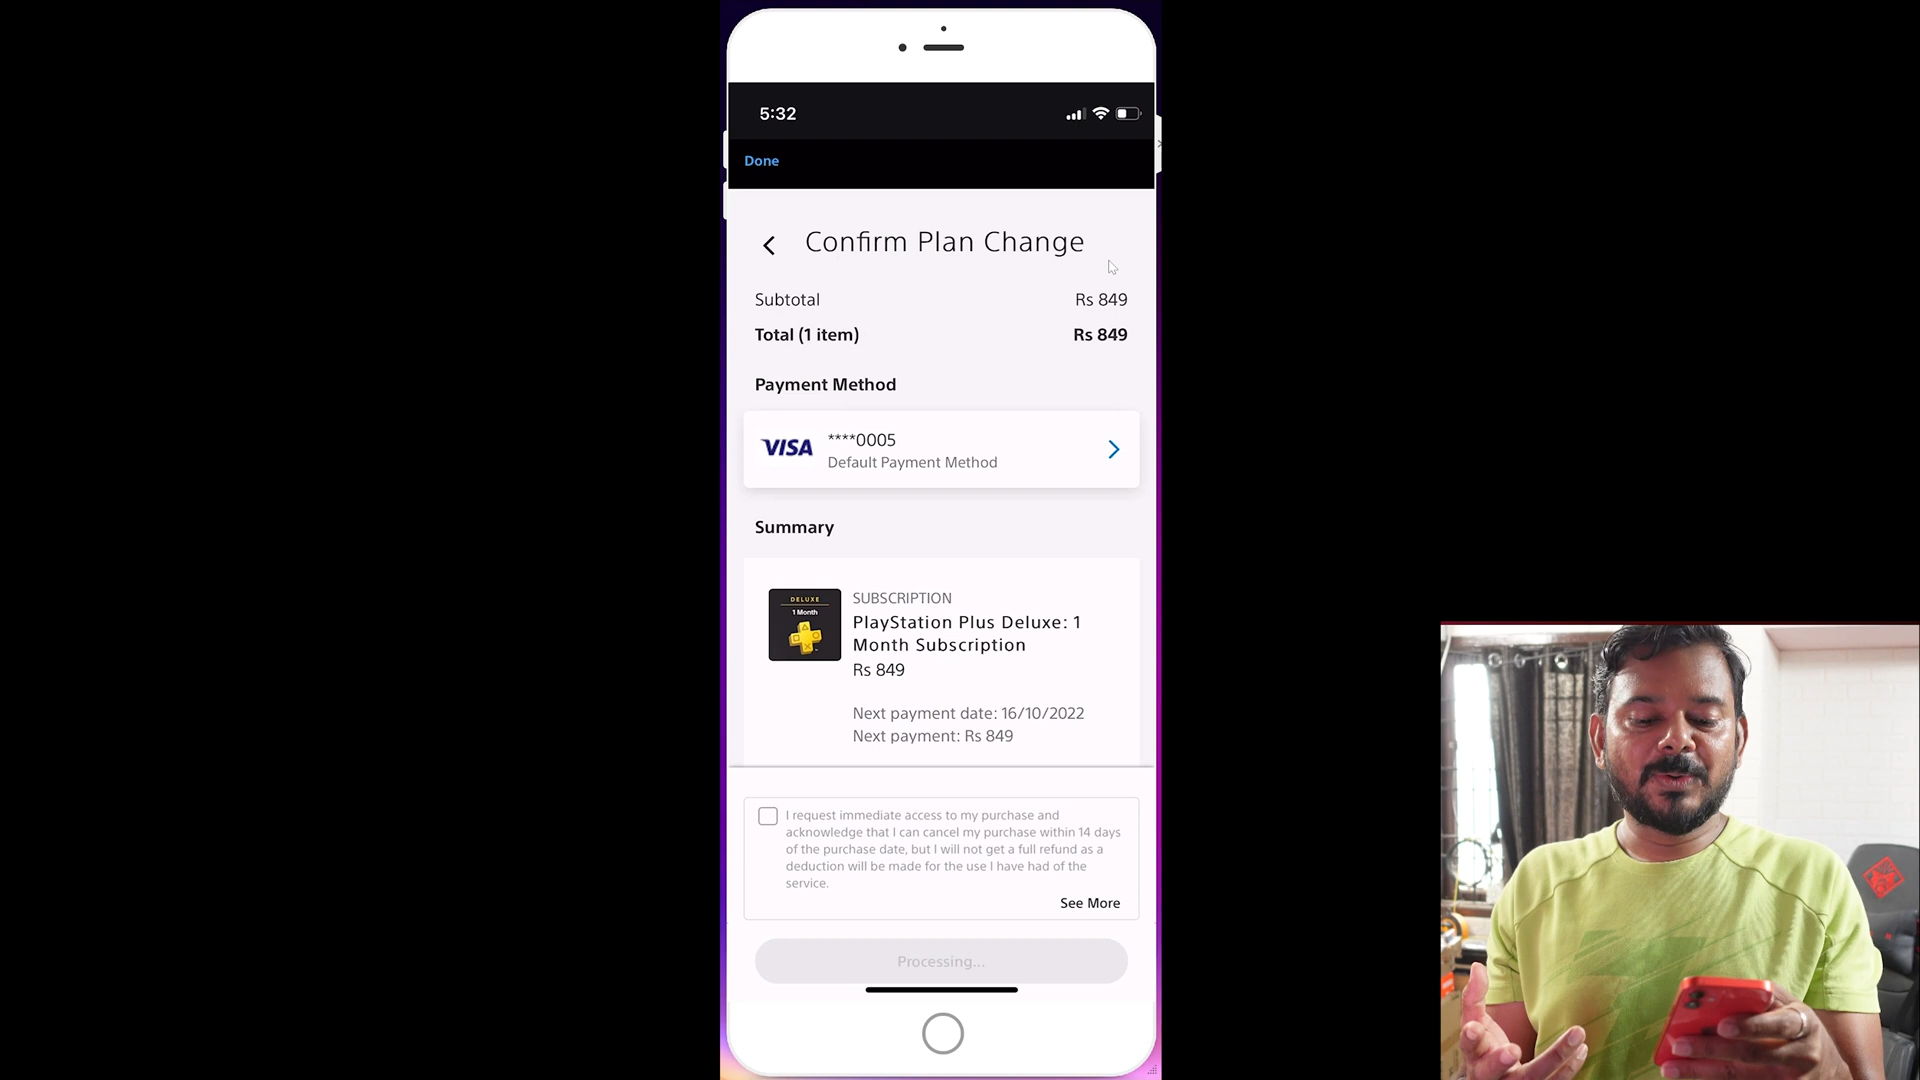 5:32
Done
Confirm Plan Change
Subtotal Rs 849
Total (1 item) Rs 849
Payment Method
VISA
****0005
Default Payment Method
Summary
DELUXE
1 Month
SUBSCRIPTION
PlayStation Plus Deluxe: 1
Month Subscription
Rs 849
Next payment date: 16/10/2022
Next payment: Rs 849
I request immediate access to my purchase and
acknowledge that I can cancel my purchase within 14 days
of the purchase date, but I will not get a full refund as a
deduction will be made for the use I have had of the
service.
See More
Processing...